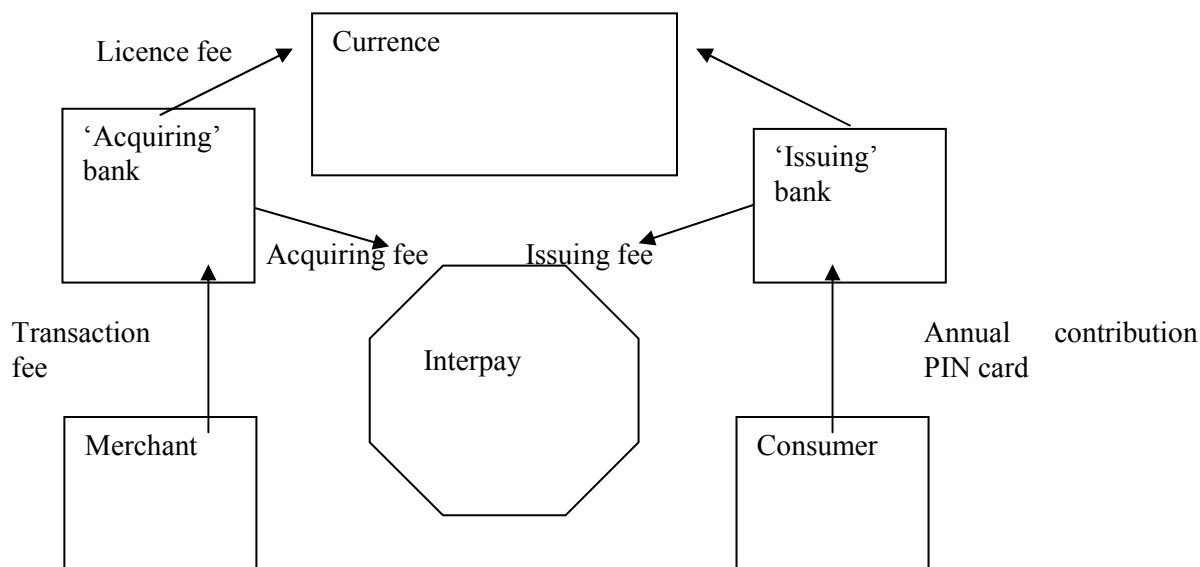 Licence fee
Currence
‘Acquiring’
bank
‘Issuing’
bank
Acquiring fee
Issuing fee
Transaction
fee
Interpay
Annual contribution
PIN card
Merchant
Consumer